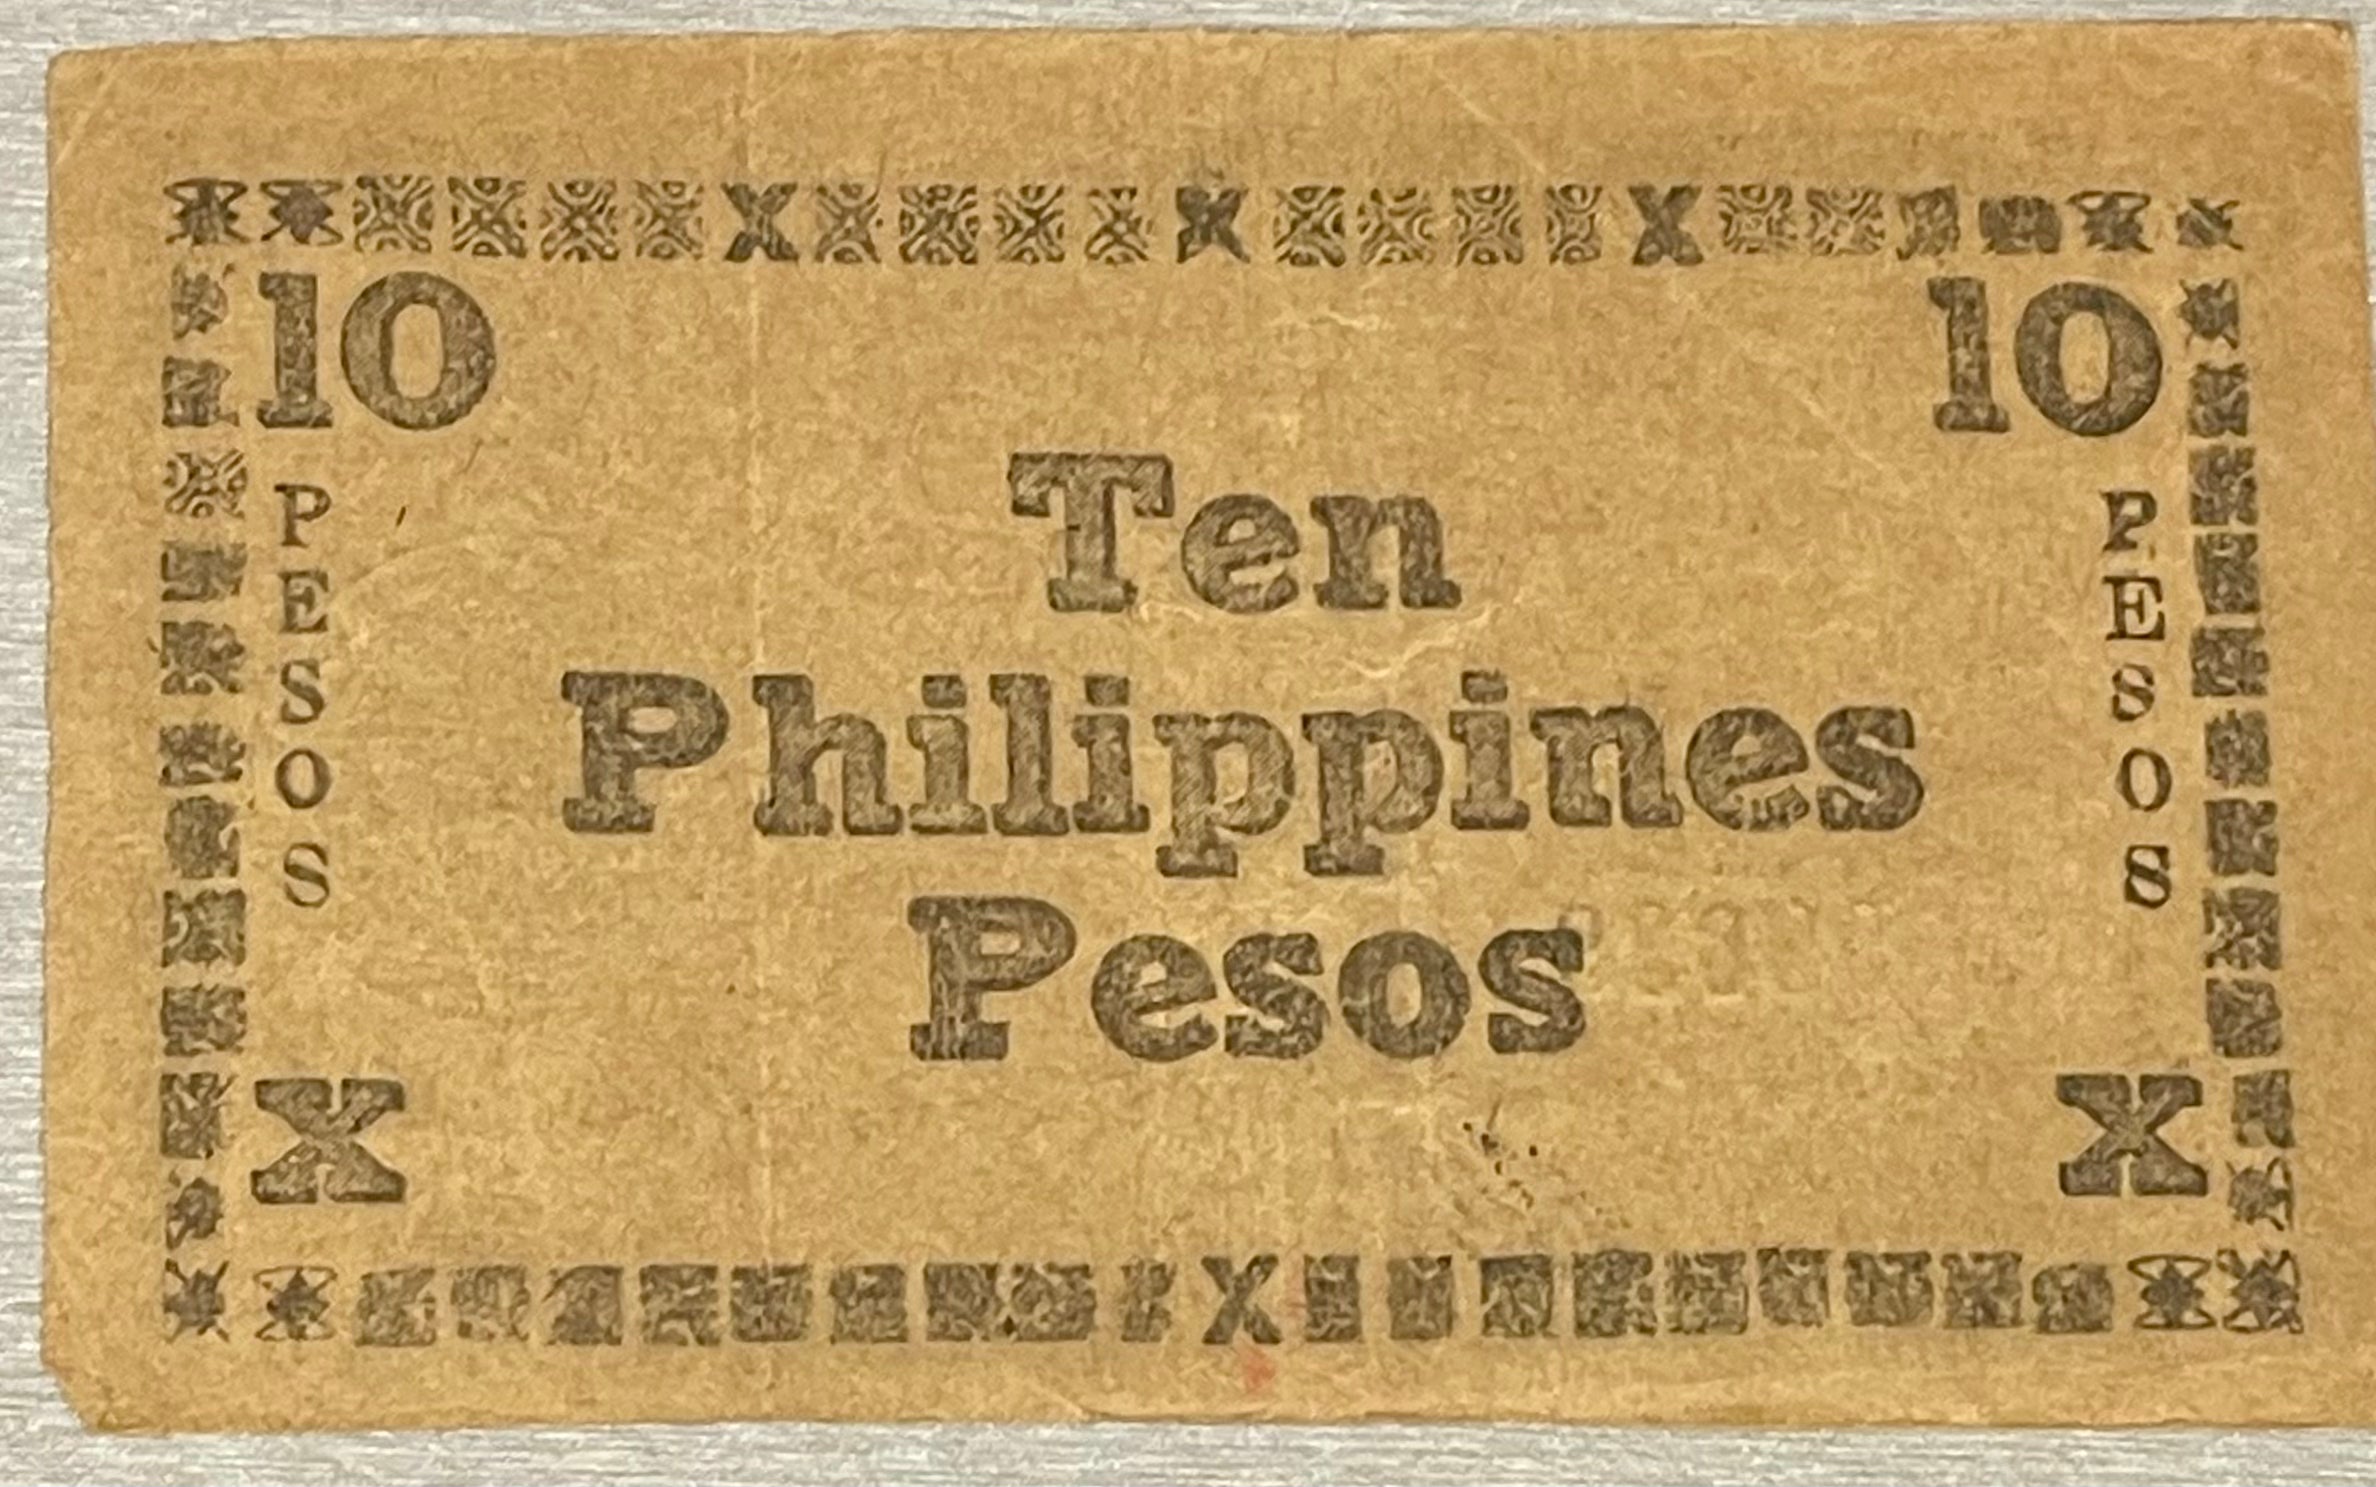 10 10
PESOS PESOS
Ten
Philippines
Pesos
X X